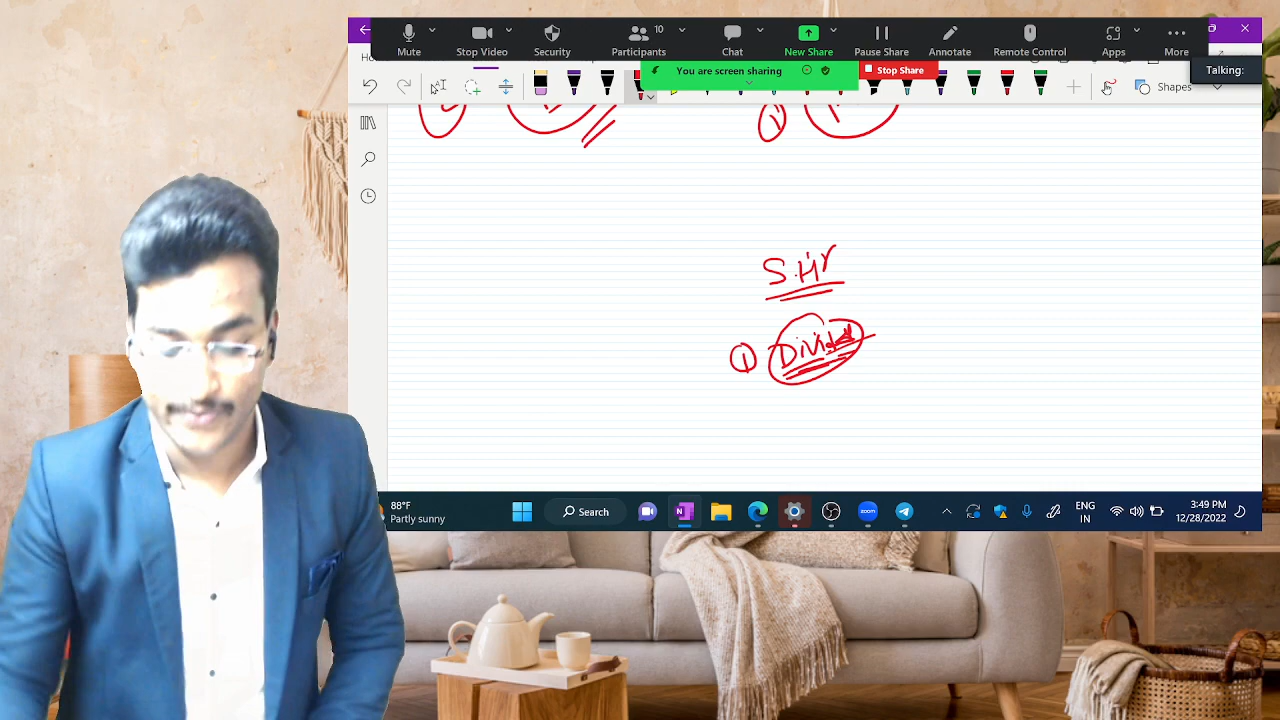 Mute
Stop Video
Security
10
Participants
Chat
New Share
Pause Share
Annotate
Remote Control
Apps
More
You are screen sharing
Stop Share
Talking:
Shapes
S.Hr
① Divid
88°F
Partly sunny
Search
zoom
ENG
IN
3:49 PM
12/28/2022